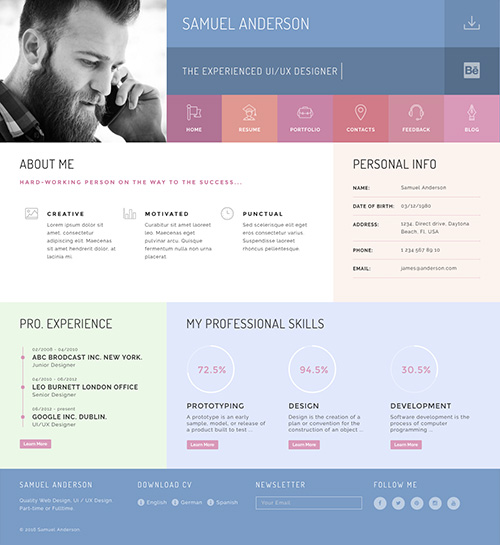 SAMUEL ANDERSON
THE EXPERIENCED UI/UX DESIGNER
Bē
HOME
RESUME
PORTFOLIO
CONTACTS
FEEDBACK
BLOG
ABOUT ME
HARD-WORKING PERSON ON THE WAY TO THE SUCCESS...
CREATIVE
Lorem ipsum dolor sit
amet, consectetur
adipiscing elit. Maecenas
sit amet tortor at leo
lacinia mi.
MOTIVATED
Curabitur sit amet laoreet
leo. Maecenas eget
pulvinar arcu. Quisque
fermentum nulla non urna
placerat.
PUNCTUAL
Sed scelerisque elit eget
eros consectetur varius
Suspendisse laoreet
rhoncus pellentesque.
PERSONAL INFO
NAME: Samuel Anderson
DATE OF BIRTH: 03/12/1980
ADDRESS: 1234, Direct drive, Daytona
Beach, Fl, USA
PHONE: 1 234 567 89 10
EMAIL: james@anderson.com
PRO. EXPERIENCE
02/2008 - 04/2010
ABC BRODCAST INC. NEW YORK.
Junior Designer
04/2010 - 06/2012
LEO BURNETT LONDON OFFICE
Senior Designer
06/2012 - present
GOOGLE INC. DUBLIN.
UI/UX Designer
Learn More
MY PROFESSIONAL SKILLS
72.5%
PROTOTYPING
A prototype is an early
sample, model, or release of
a product built to test ...
Learn More
94.5%
DESIGN
Design is the creation of a
plan or convention for the
construction of an object ...
Learn More
30.5%
DEVELOPMENT
Software development is the
process of computer
programming ...
Learn More
SAMUEL ANDERSON
Quality Web Design, UI / UX Design
Part-time or Fulltime.
© 2016 Samuel Anderson
DOWNLOAD CV
English
German
Spanish
NEWSLETTER
Your Email
FOLLOW ME